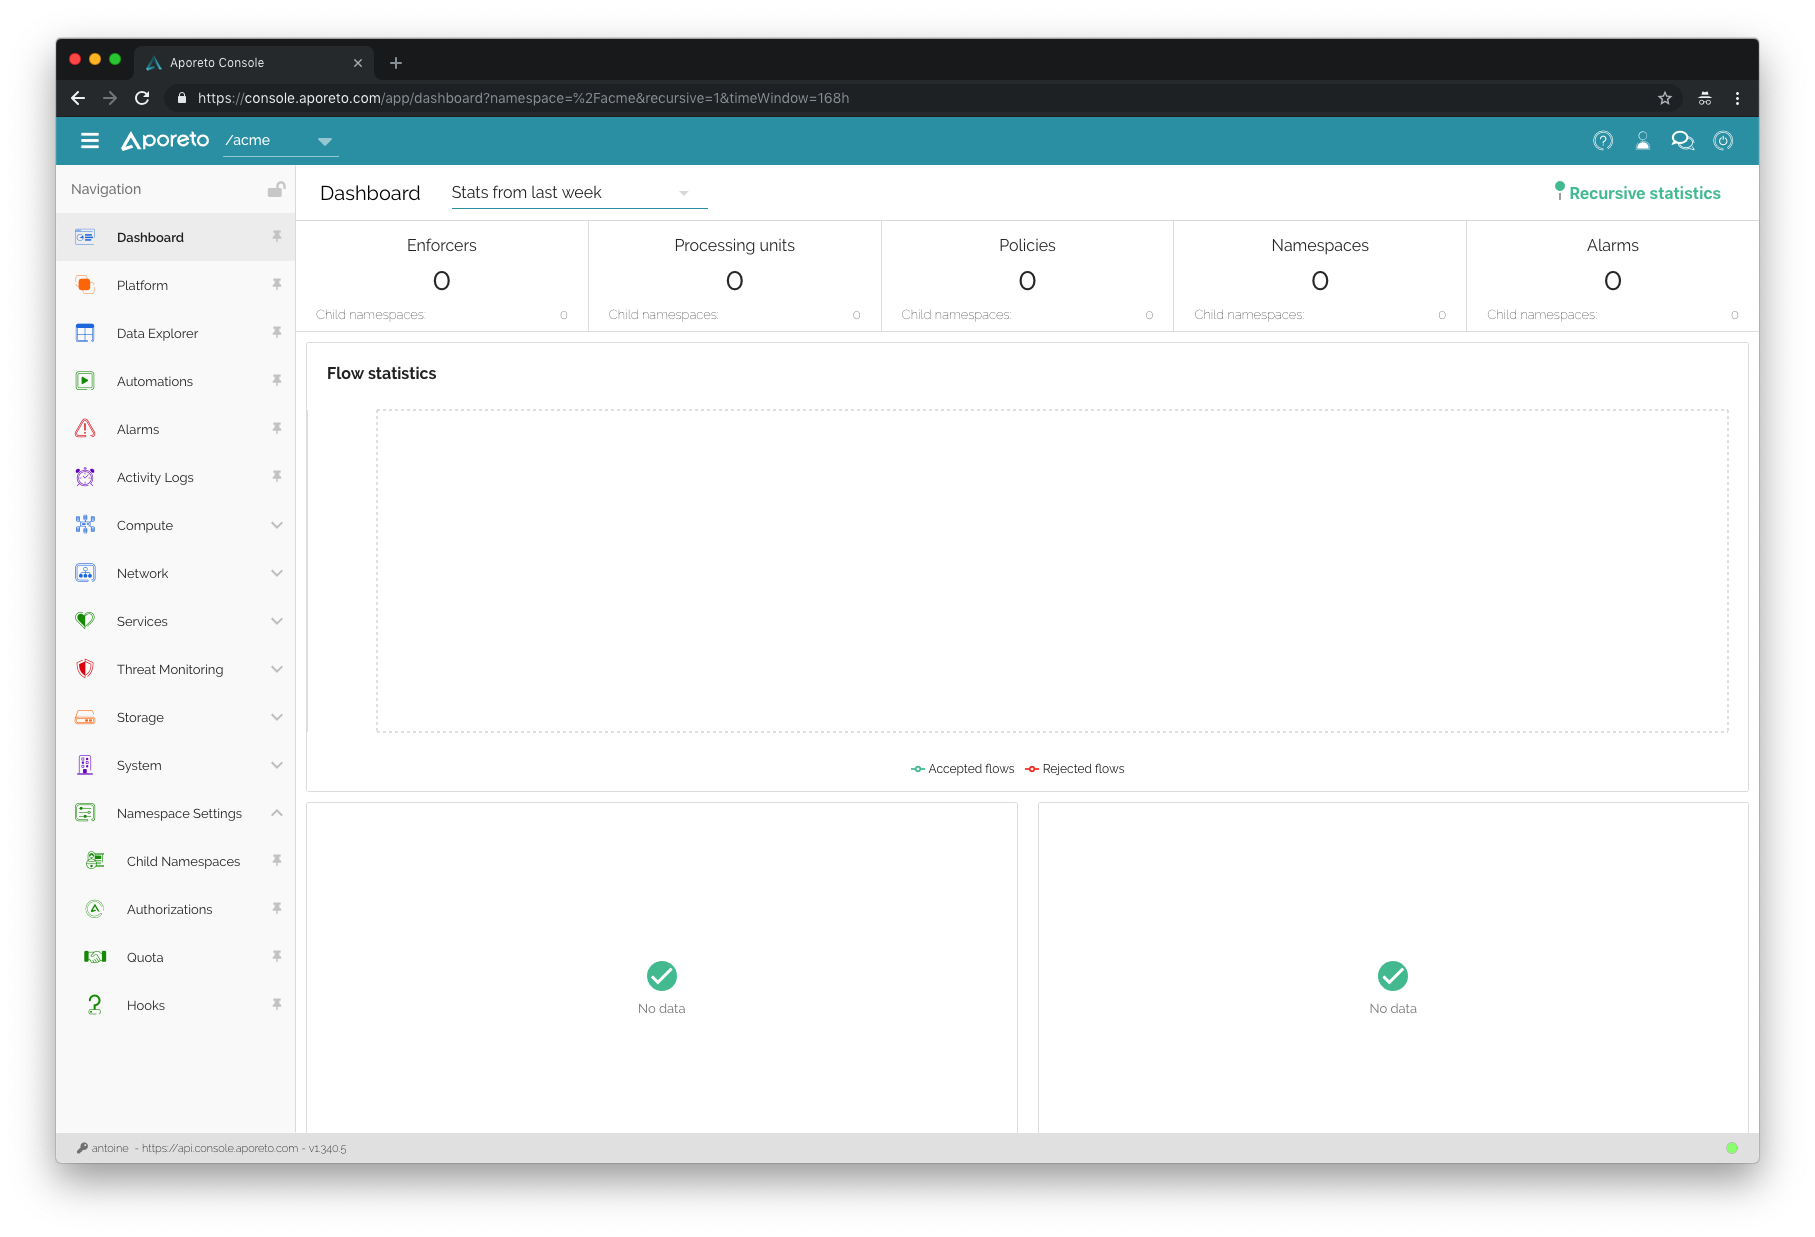 Aporeto Console
https://console.aporeto.com/app/dashboard?namespace=%2Facme&recursive=1&timeWindow=168h
Aporeto /acme
Navigation
Dashboard
Platform
Data Explorer
Automations
Alarms
Activity Logs
Compute
Network
Services
Threat Monitoring
Storage
System
Namespace Settings
Child Namespaces
Authorizations
Quota
Hooks
Dashboard Stats from last week Recursive statistics
Enforcers
0
Child namespaces: 0
Processing units
0
Child namespaces: 0
Policies
0
Child namespaces: 0
Namespaces
0
Child namespaces: 0
Alarms
0
Child namespaces: 0
Flow statistics
Accepted flows Rejected flows
No data
No data
antoine - https://api.console.aporeto.com - v1.340.5